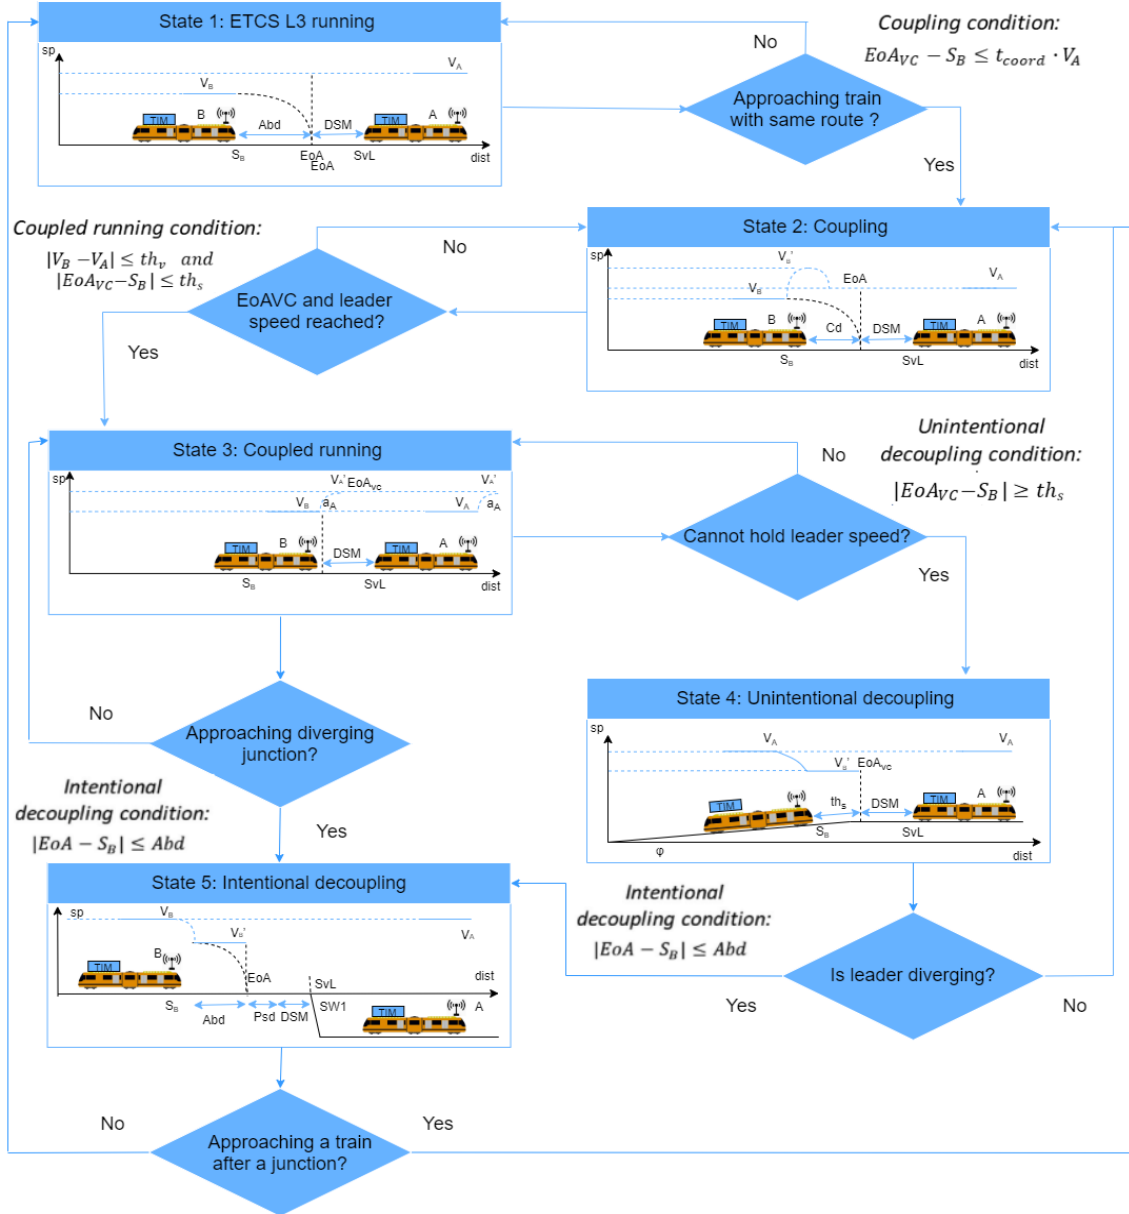 State 1: ETCS L3 running
sp
V_A
V_B
TIM
B
Abd
DSM
TIM
A
S_B
EoA
EoA
SvL
dist
No
Approaching train
with same route ?
Yes
Coupling condition:
EoA_VC − S_B ≤ t_coord · V_A
Coupled running condition:
|V_B −V_A| ≤ th_v and
|EoA_VC−S_B| ≤ th_s
No
EoAVC and leader
speed reached?
Yes
State 2: Coupling
sp
V_B'
EoA
V_A
V_B
TIM
B
Cd
DSM
TIM
A
S_B
SvL
dist
State 3: Coupled running
sp
V_A'
EoA_VC
V_A'
V_B
a_A
V_A
a_A
TIM
B
DSM
TIM
A
S_B
SvL
dist
No
Cannot hold leader speed?
Yes
Unintentional
decoupling condition:
|EoA_VC−S_B| ≥ th_s
No
Approaching diverging
junction?
Yes
Intentional
decoupling condition:
|EoA − S_B| ≤ Abd
State 4: Unintentional decoupling
sp
V_A
V_A
V_B'
EoA_VC
TIM
th_s
DSM
TIM
A
S_B
SvL
φ
dist
State 5: Intentional decoupling
sp
V_B
V_B'
V_A
B
TIM
EoA
SvL
dist
S_B
Abd
Psd
DSM
SW1
A
TIM
Intentional
decoupling condition:
|EoA − S_B| ≤ Abd
Is leader diverging?
Yes
No
No
Approaching a train
after a junction?
Yes